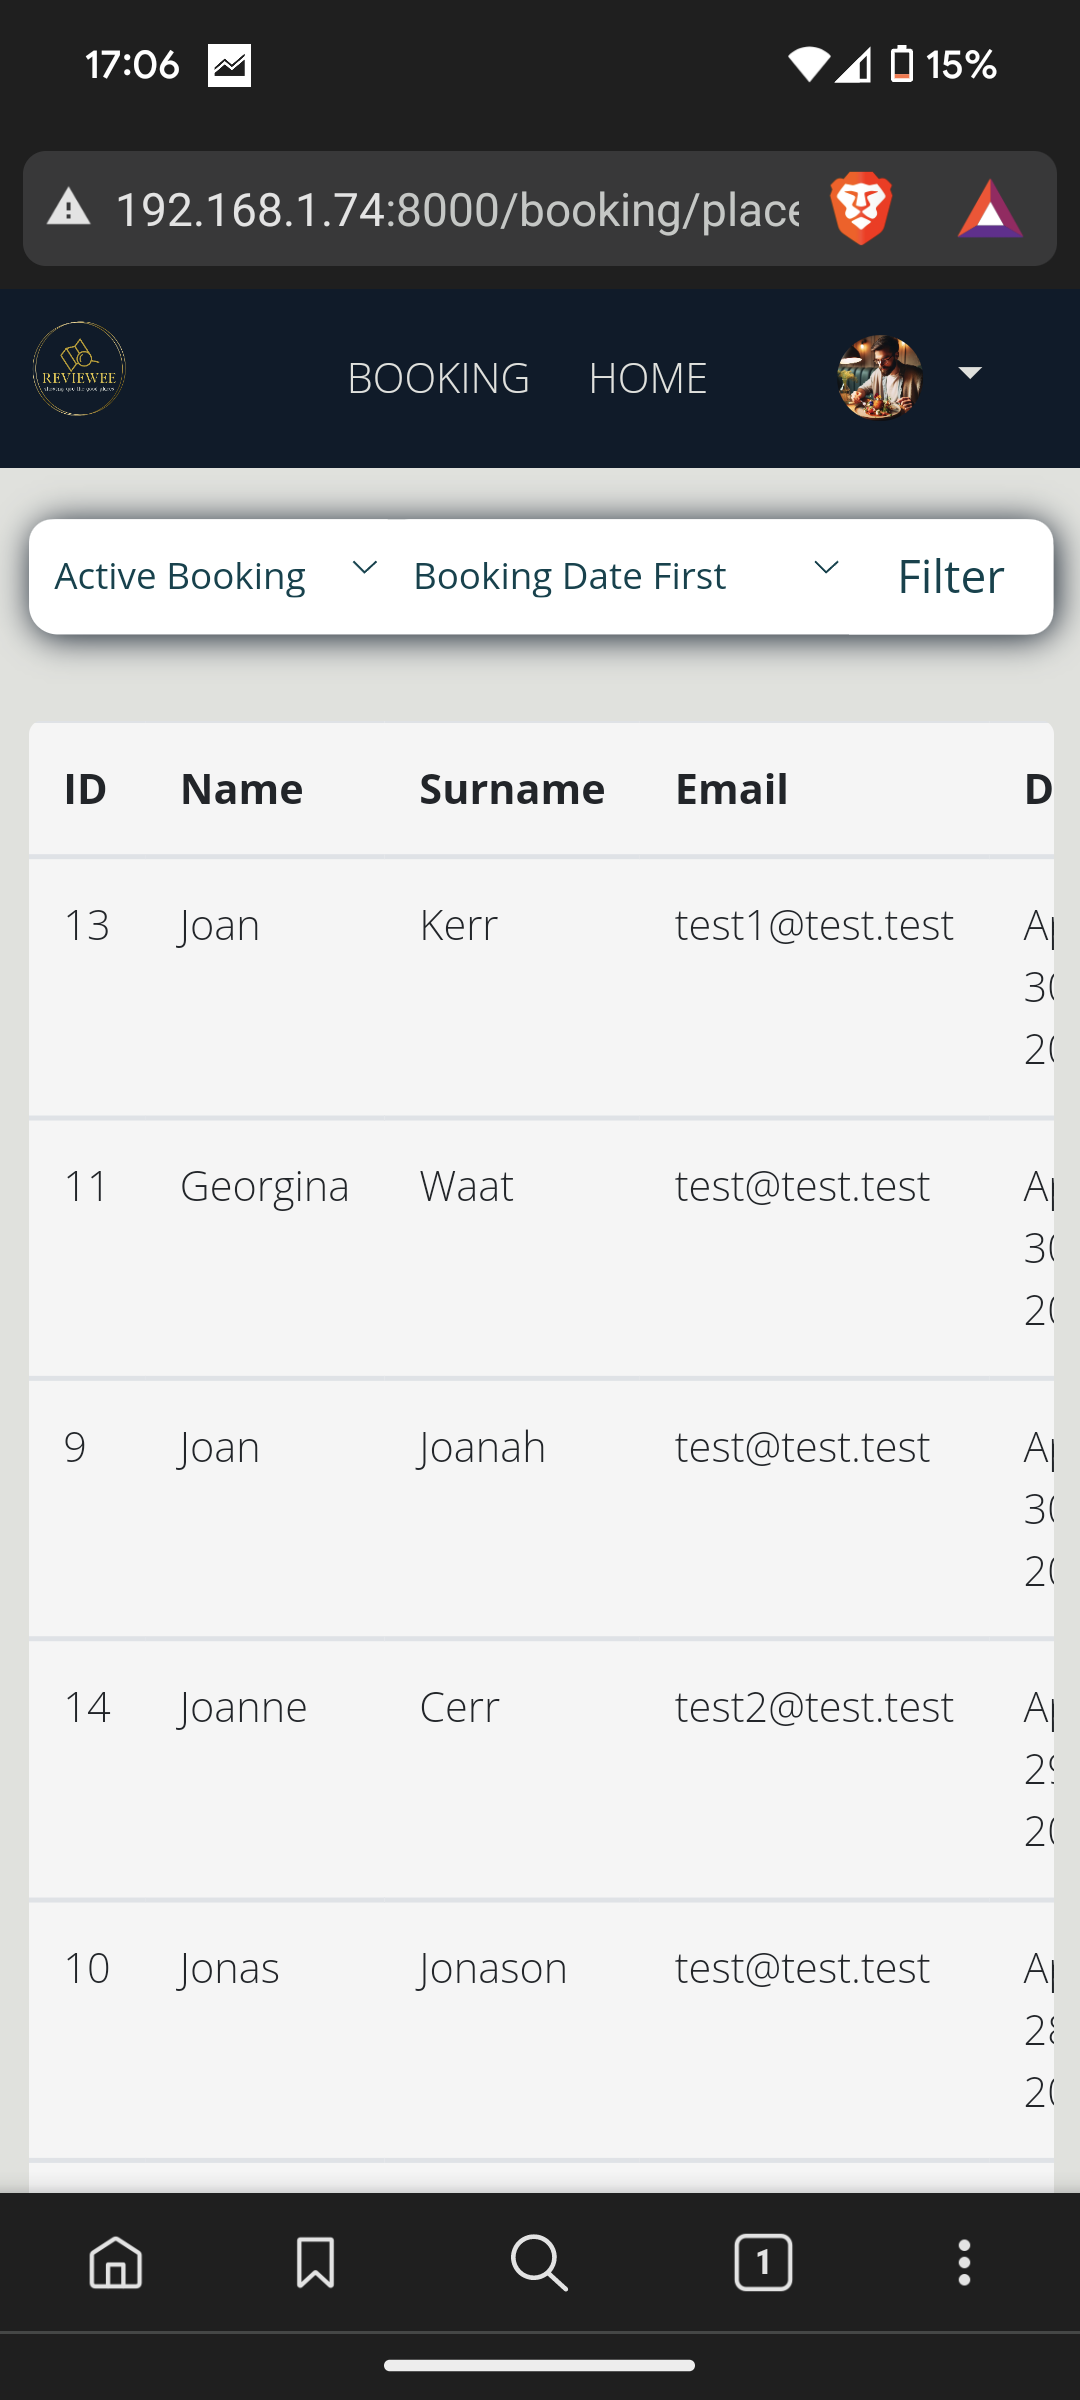 17:06 15%
192.168.1.74:8000/booking/place
REVIEWEE
BOOKING HOME
Active Booking Booking Date First Filter
ID Name Surname Email D
13 Joan Kerr test1@test.test Ap
30
20
11 Georgina Waat test@test.test Ap
30
20
9 Joan Joanah test@test.test Ap
30
20
14 Joanne Cerr test2@test.test Ap
29
20
10 Jonas Jonason test@test.test Ap
28
20
1